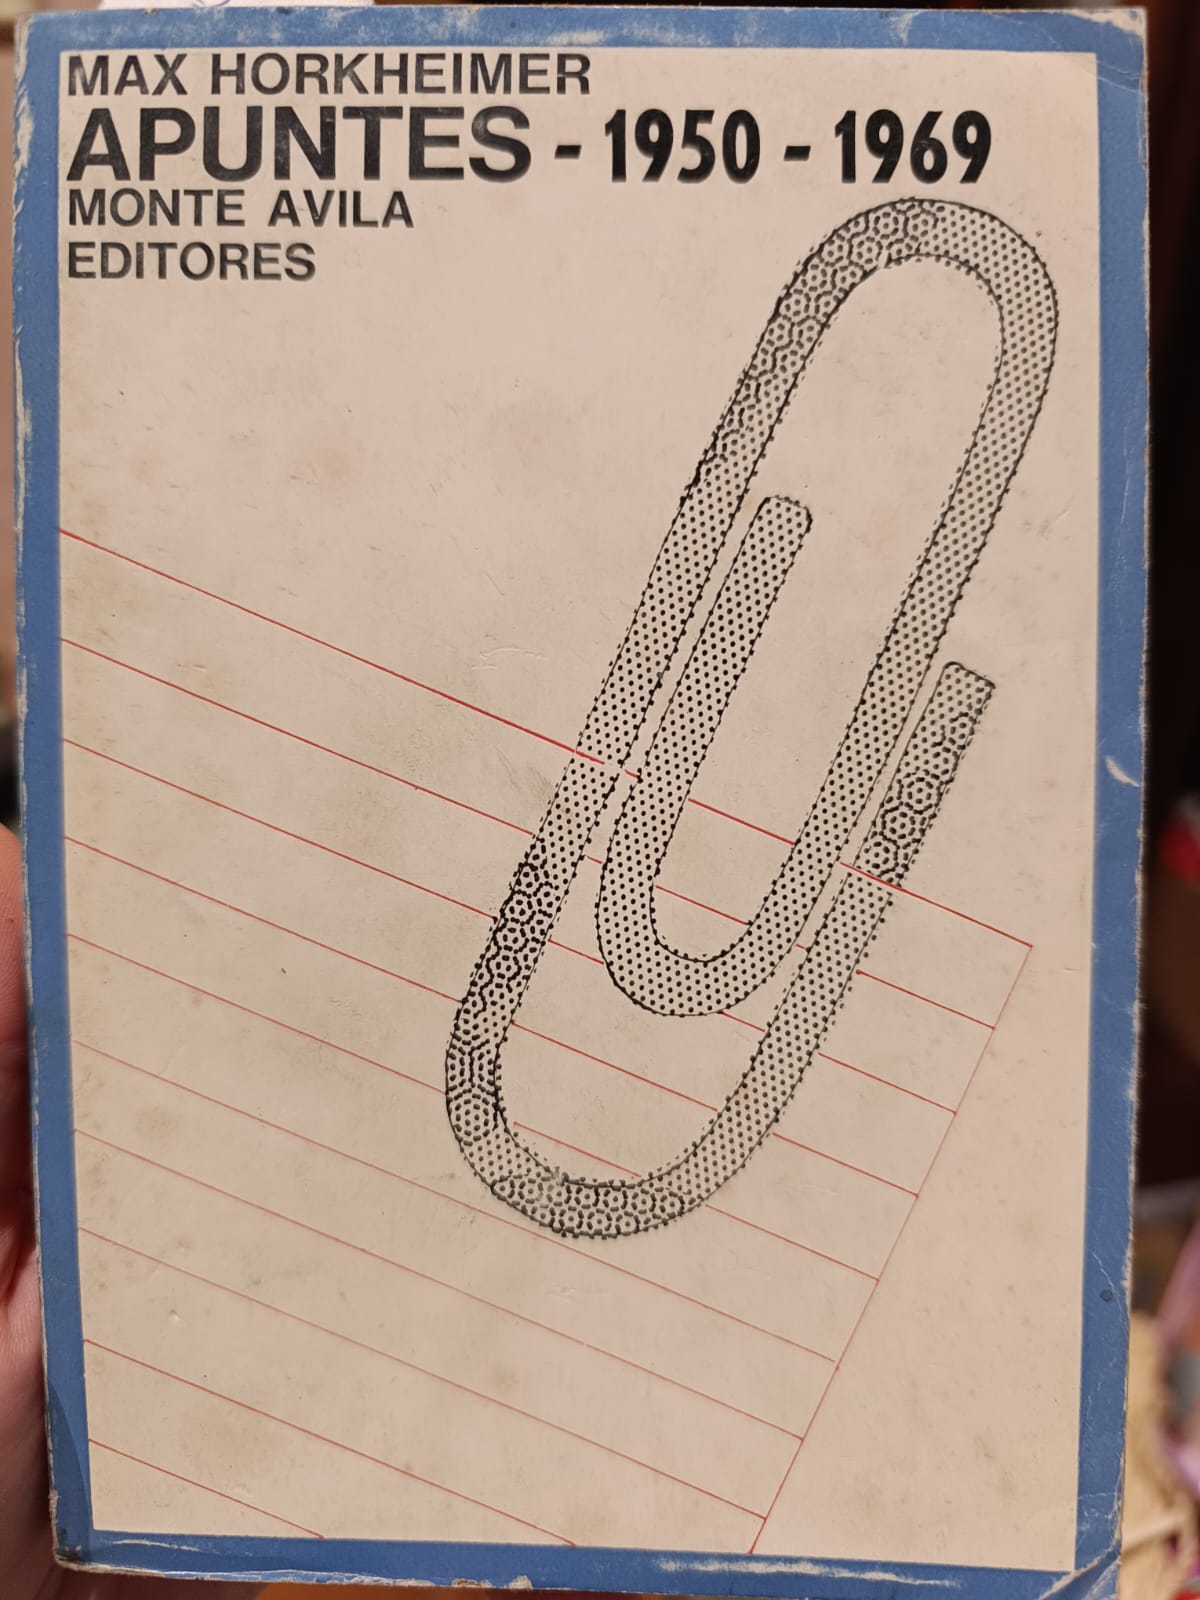 MAX HORKHEIMER
APUNTES - 1950 - 1969
MONTE AVILA
EDITORES